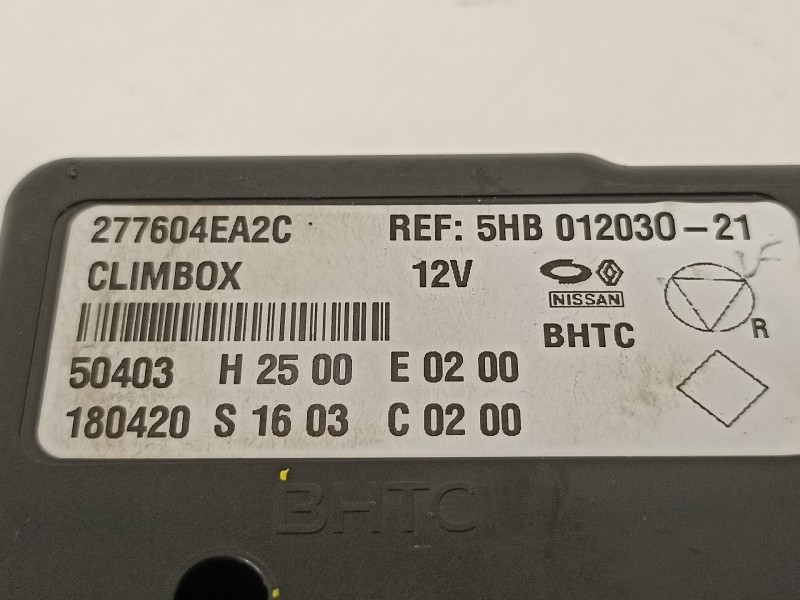 277604EA2C REF: 5HB 012030-21
CLIMBOX 12V
NISSAN
BHTC
R
50403 H 25 00 E 02 00
180420 S 16 03 C 02 00
BHTC